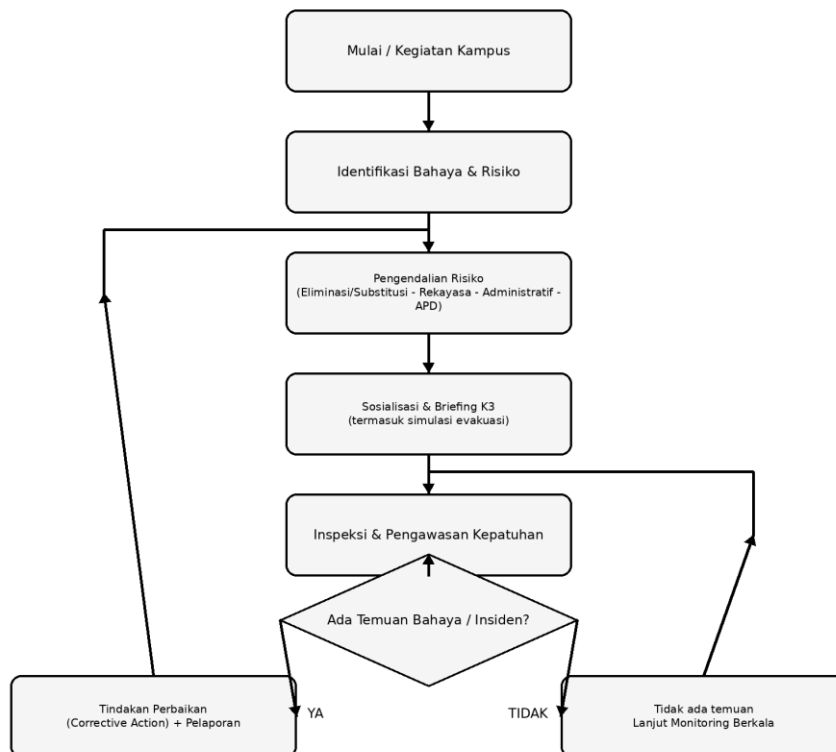 Mulai / Kegiatan Kampus
Identifikasi Bahaya & Risiko
Pengendalian Risiko
(Eliminasi/Substitusi - Rekayasa - Administratif -
APD)
Sosialisasi & Briefing K3
(termasuk simulasi evakuasi)
Inspeksi & Pengawasan Kepatuhan
Ada Temuan Bahaya / Insiden?
Tindakan Perbaikan
(Corrective Action) + Pelaporan
YA
TIDAK
Tidak ada temuan
Lanjut Monitoring Berkala